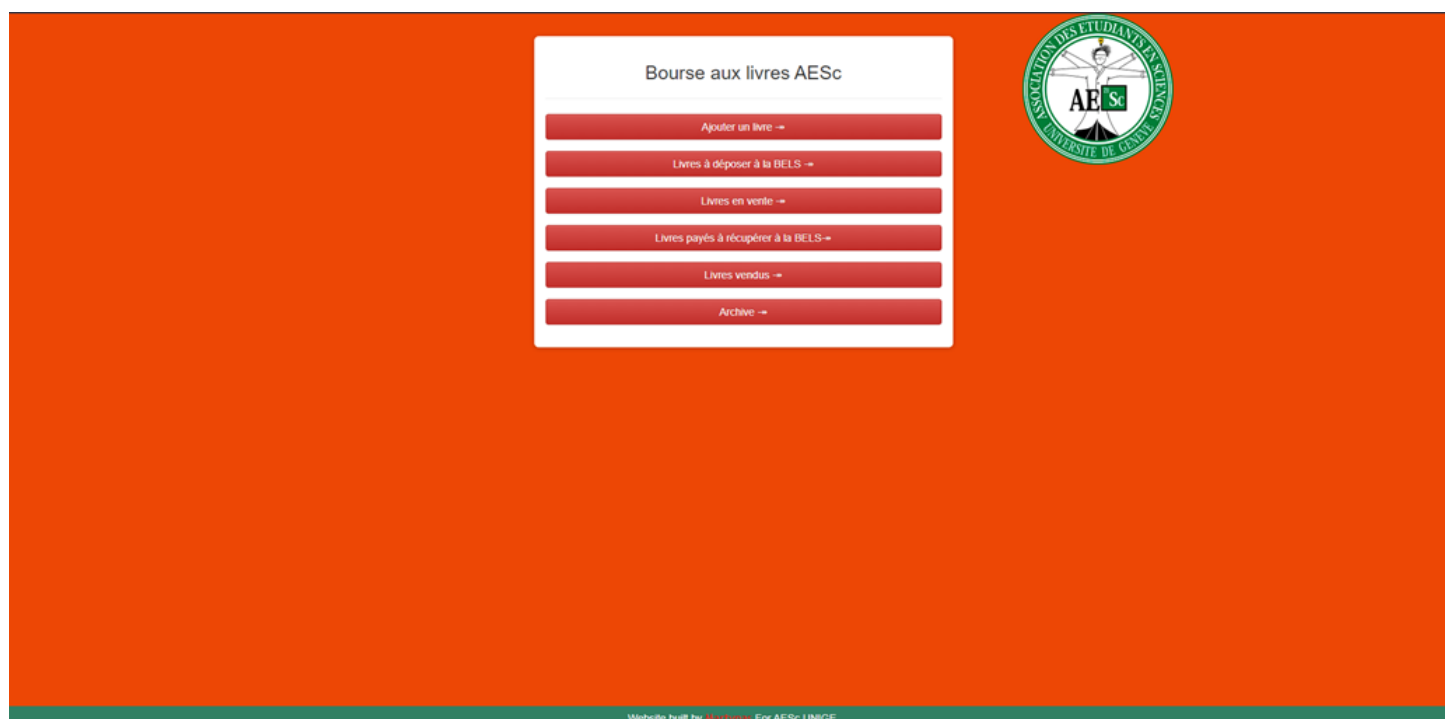 Bourse aux livres AESc
Ajouter un livre →
Livres à déposer à la BELS →
Livres en vente →
Livres payés à récupérer à la BELS→
Livres vendus →
Archive →
ASSOCIATION DES ETUDIANTS EN SCIENCES
AE Sc
UNIVERSITE DE GENEVE
Website built by For AESc UNIGE